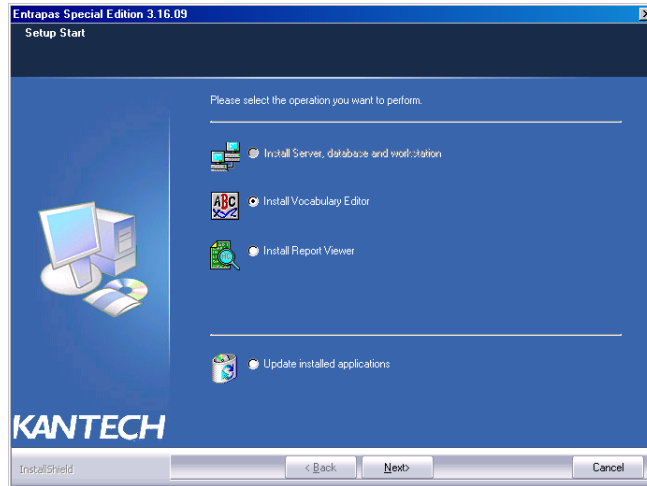 Entrapas Special Edition 3.16.09
Setup Start
Please select the operation you want to perform.
Install Server, database and workstation
ABC
Install Vocabulary Editor
Install Report Viewer
Update installed applications
KANTECH
InstallShield
< Back Next> Cancel